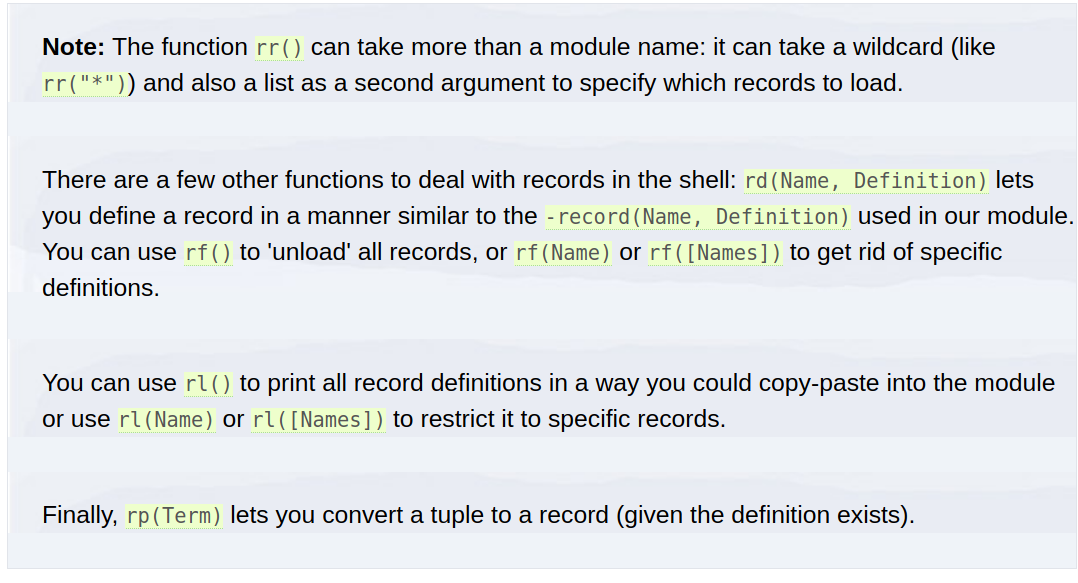 Note: The function rr() can take more than a module name: it can take a wildcard (like
rr("*")) and also a list as a second argument to specify which records to load.
There are a few other functions to deal with records in the shell: rd(Name, Definition) lets
you define a record in a manner similar to the -record(Name, Definition) used in our module.
You can use rf() to 'unload' all records, or rf(Name) or rf([Names]) to get rid of specific
definitions.
You can use rl() to print all record definitions in a way you could copy-paste into the module
or use rl(Name) or rl([Names]) to restrict it to specific records.
Finally, rp(Term) lets you convert a tuple to a record (given the definition exists).